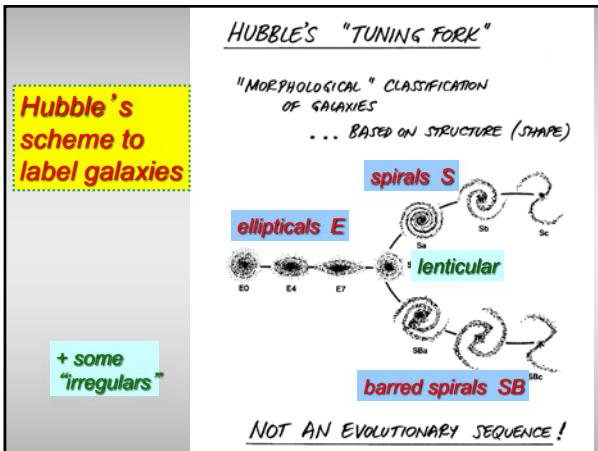 HUBBLE'S "TUNING FORK"
"MORPHOLOGICAL" CLASSIFICATION
OF GALAXIES
... BASED ON STRUCTURE (SHAPE)
Hubble's
scheme to
label galaxies
spirals S
ellipticals E
Sa
Sb
Sc
S
lenticular
E0
E4
E7
SBa
SBc
+ some
"irregulars"
barred spirals SB
NOT AN EVOLUTIONARY SEQUENCE!